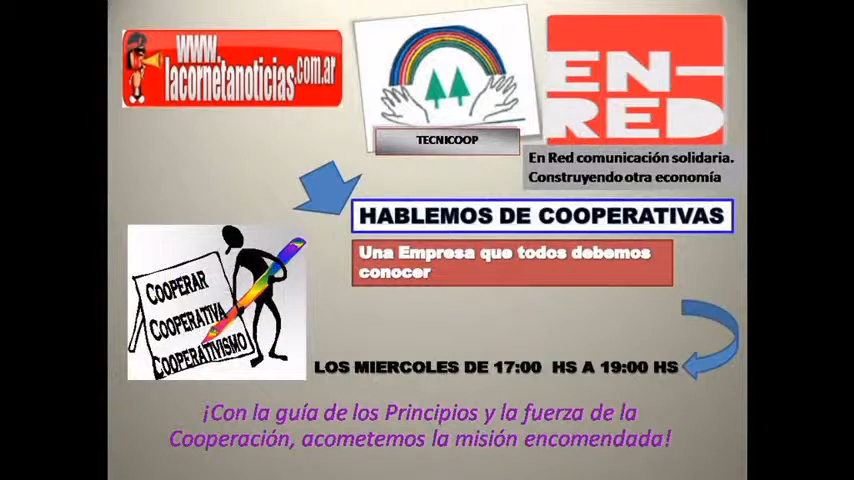 www.
lacornetanoticias.com.ar
TECNICOOP
EN-
RED
En Red comunicación solidaria.
Construyendo otra economía
HABLEMOS DE COOPERATIVAS
Una Empresa que todos debemos
conocer
COOPERAR
COOPERATIVA
COOPERATIVISMO
LOS MIERCOLES DE 17:00 HS A 19:00 HS
¡Con la guía de los Principios y la fuerza de la
Cooperación, acometemos la misión encomendada!